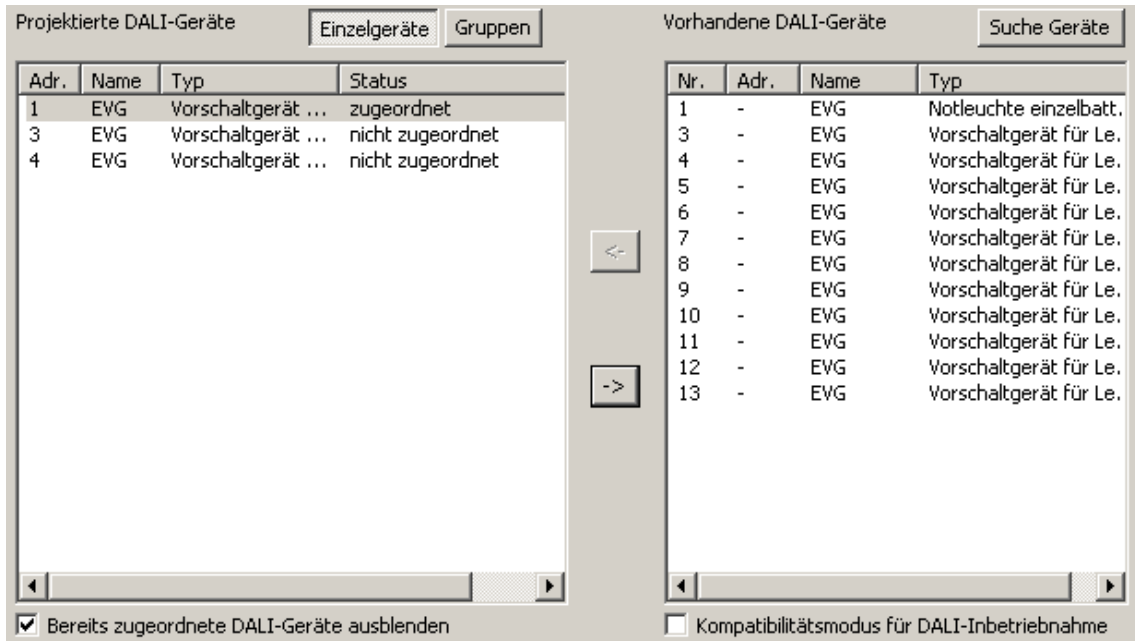 Projektierte DALI-Geräte Einzelgeräte Gruppen
Adr. Name Typ Status
1 EVG Vorschaltgerät ... zugeordnet
3 EVG Vorschaltgerät ... nicht zugeordnet
4 EVG Vorschaltgerät ... nicht zugeordnet
Bereits zugeordnete DALI-Geräte ausblenden
<-
->
Vorhandene DALI-Geräte Suche Geräte
Nr. Adr. Name Typ
1 - EVG Notleuchte einzelbatt.
3 - EVG Vorschaltgerät für Le.
4 - EVG Vorschaltgerät für Le.
5 - EVG Vorschaltgerät für Le.
6 - EVG Vorschaltgerät für Le.
7 - EVG Vorschaltgerät für Le.
8 - EVG Vorschaltgerät für Le.
9 - EVG Vorschaltgerät für Le.
10 - EVG Vorschaltgerät für Le.
11 - EVG Vorschaltgerät für Le.
12 - EVG Vorschaltgerät für Le.
13 - EVG Vorschaltgerät für Le.
Kompatibilitätsmodus für DALI-Inbetriebnahme